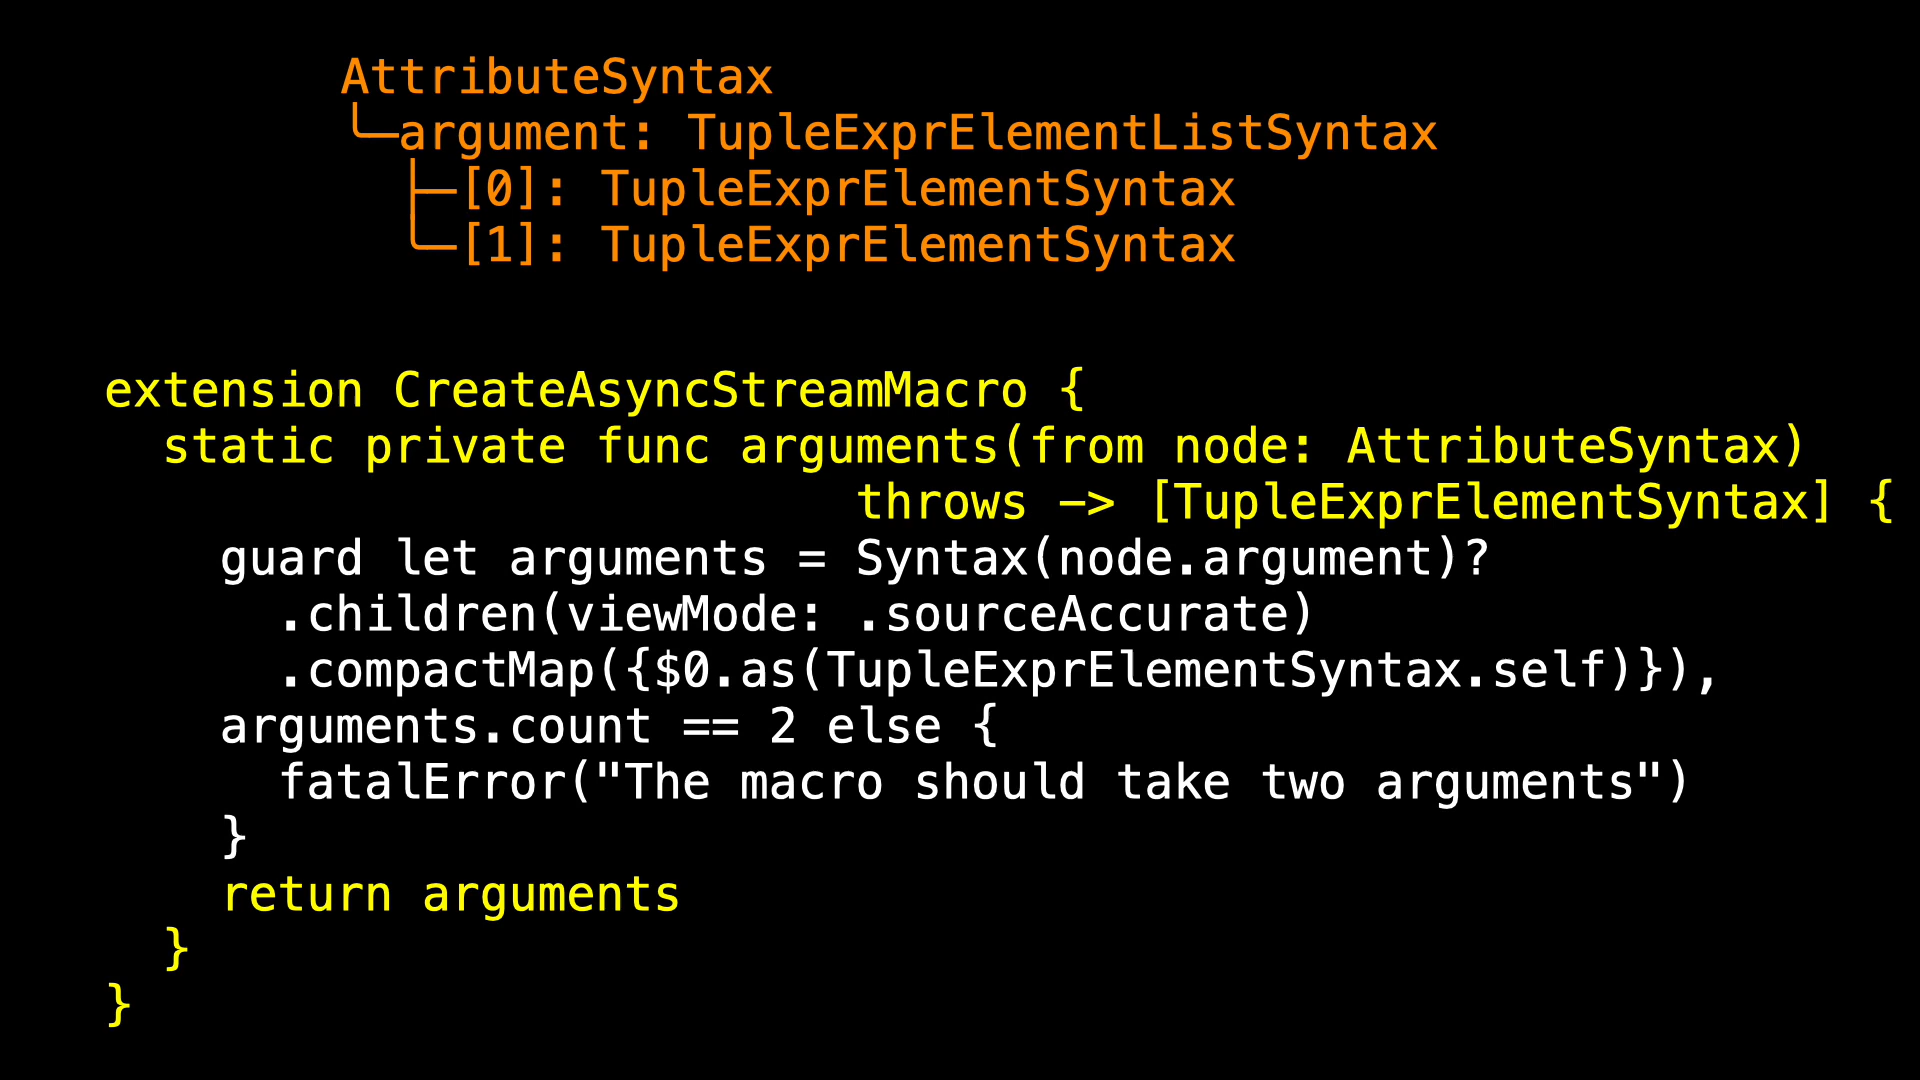 AttributeSyntax
╰─argument: TupleExprElementListSyntax
├─[0]: TupleExprElementSyntax
╰─[1]: TupleExprElementSyntax
extension CreateAsyncStreamMacro {
static private func arguments(from node: AttributeSyntax)
throws -> [TupleExprElementSyntax] {
guard let arguments = Syntax(node.argument)?
.children(viewMode: .sourceAccurate)
.compactMap({$0.as(TupleExprElementSyntax.self)}),
arguments.count == 2 else {
fatalError("The macro should take two arguments")
}
return arguments
}
}